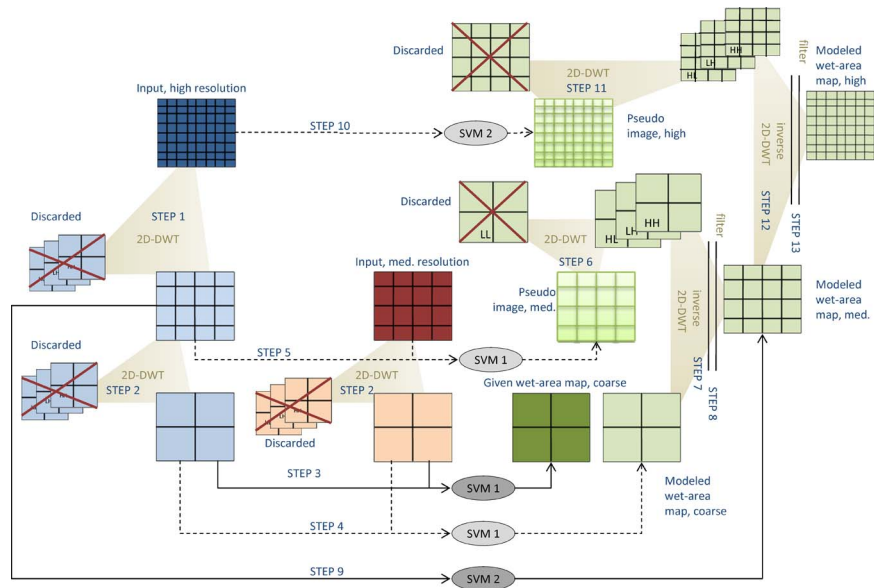 Discarded
2D-DWT
STEP 11
HL
LH
HH
filter
Modeled
wet-area
map, high
Input, high resolution
STEP 10
SVM 2
Pseudo
image, high
inverse
2D-DWT
STEP 12
STEP 13
Discarded
STEP 1
2D-DWT
Discarded
LL
2D-DWT
STEP 6
HL
LH
HH
filter
Input, med. resolution
Pseudo
image, med.
inverse
2D-DWT
STEP 7
STEP 8
Modeled
wet-area
map, med.
STEP 5
SVM 1
Discarded
2D-DWT
STEP 2
2D-DWT
STEP 2
Discarded
Given wet-area map, coarse
STEP 3
SVM 1
Modeled
wet-area
map, coarse
STEP 4
SVM 1
STEP 9
SVM 2